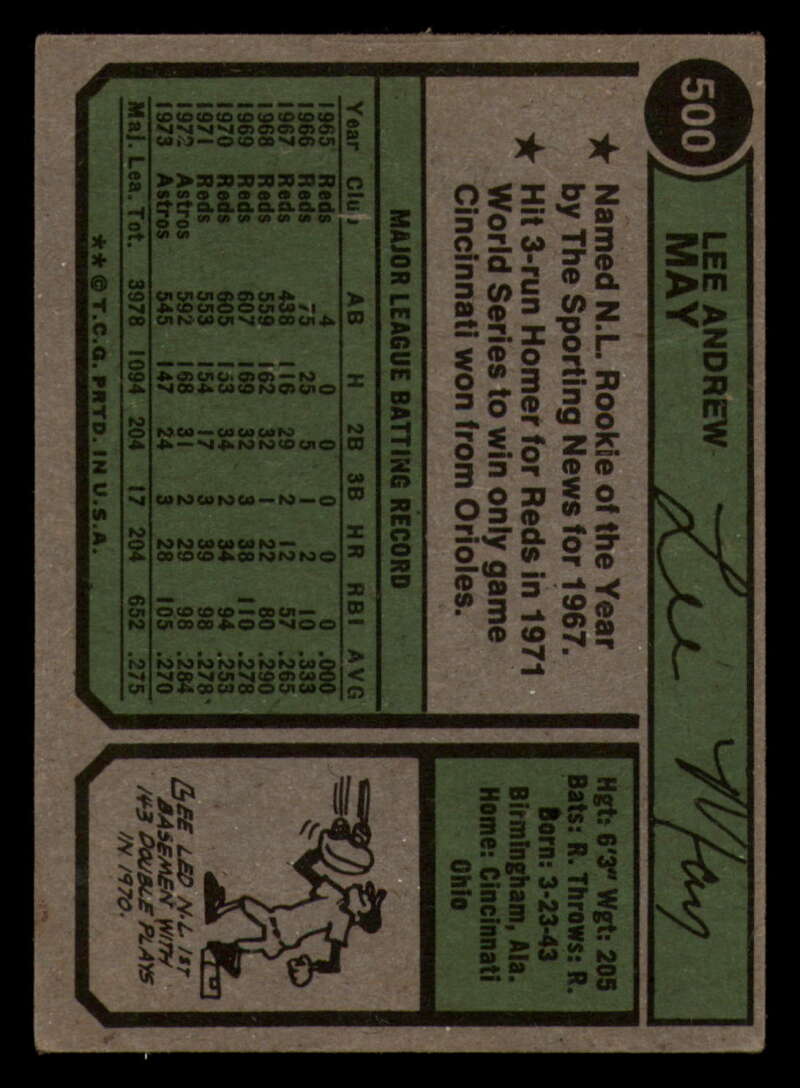 500
LEE ANDREW
MAY
Lee May
★ Named N.L. Rookie of the Year
by The Sporting News for 1967.
★ Hit 3-run Homer for Reds in 1971
World Series to win only game
Cincinnati won from Orioles.
Hgt: 6'3" Wgt: 205
Bats: R. Throws: R.
Born: 3-23-43
Birmingham, Ala.
Home: Cincinnati
Ohio
MAJOR LEAGUE BATTING RECORD
Year Club AB H 2B 3B HR RBI AVG
1965 Reds 4 0 0 0 0 0 .000
1966 Reds 75 25 5 1 2 10 .333
1967 Reds 438 116 29 2 12 57 .265
1968 Reds 559 162 32 1 22 80 .290
1969 Reds 607 169 32 3 38 110 .278
1970 Reds 605 153 34 2 34 94 .253
1971 Reds 553 154 17 3 39 98 .278
1972 Astros 592 168 31 2 29 98 .284
1973 Astros 545 147 24 3 28 105 .270
Maj. Lea. Tot. 3978 1094 204 17 204 652 .275
**©T.C.G. PRTD. IN U.S.A.
LEE LED N.L. 1ST
BASEMEN WITH
143 DOUBLE PLAYS
IN 1970.